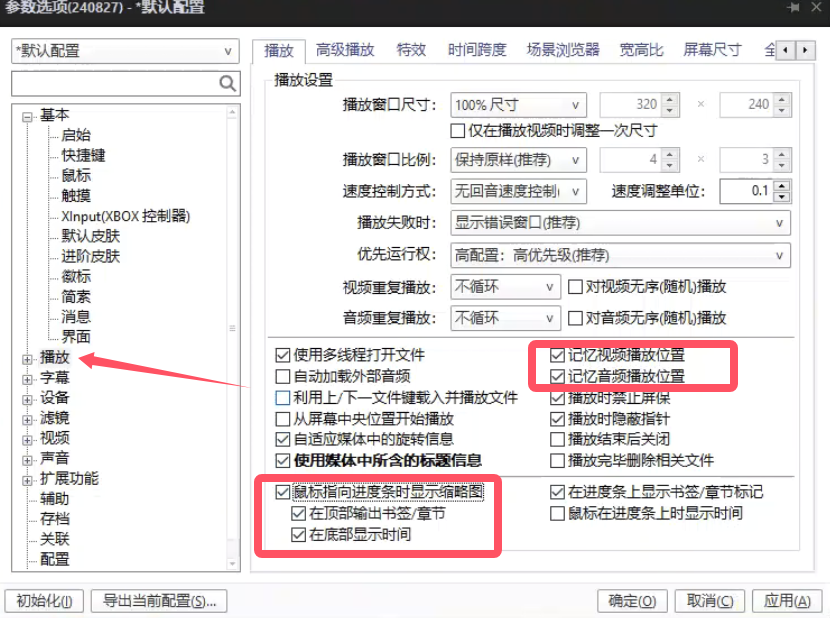 参数选项(240827) - *默认配置
*默认配置
播放 高级播放 特效 时间跨度 场景浏览器 宽高比 屏幕尺寸
基本
启始
快捷键
鼠标
触摸
XInput(XBOX 控制器)
默认皮肤
进阶皮肤
徽标
简索
消息
界面
播放
字幕
设备
滤镜
视频
声音
扩展功能
辅助
存档
关联
配置
播放设置
播放窗口尺寸: 100% 尺寸 320 × 240
仅在播放视频时调整一次尺寸
播放窗口比例: 保持原样(推荐) 4 × 3
速度控制方式: 无回音速度控制 速度调整单位: 0.1
播放失败时: 显示错误窗口(推荐)
优先运行权: 高配置: 高优先级(推荐)
视频重复播放: 不循环 对视频无序(随机)播放
音频重复播放: 不循环 对音频无序(随机)播放
使用多线程打开文件 记忆视频播放位置
自动加载外部音频 记忆音频播放位置
利用上/下一文件键载入并播放文件 播放时禁止屏保
从屏幕中央位置开始播放 播放时隐蔽指针
自适应媒体中的旋转信息 播放结束后关闭
使用媒体中所含的标题信息 播放完毕删除相关文件
鼠标指向进度条时显示缩略图 在进度条上显示书签/章节标记
在顶部输出书签/章节 鼠标在进度条上时显示时间
在底部显示时间
初始化(I) 导出当前配置(S)... 确定(O) 取消(C) 应用(A)